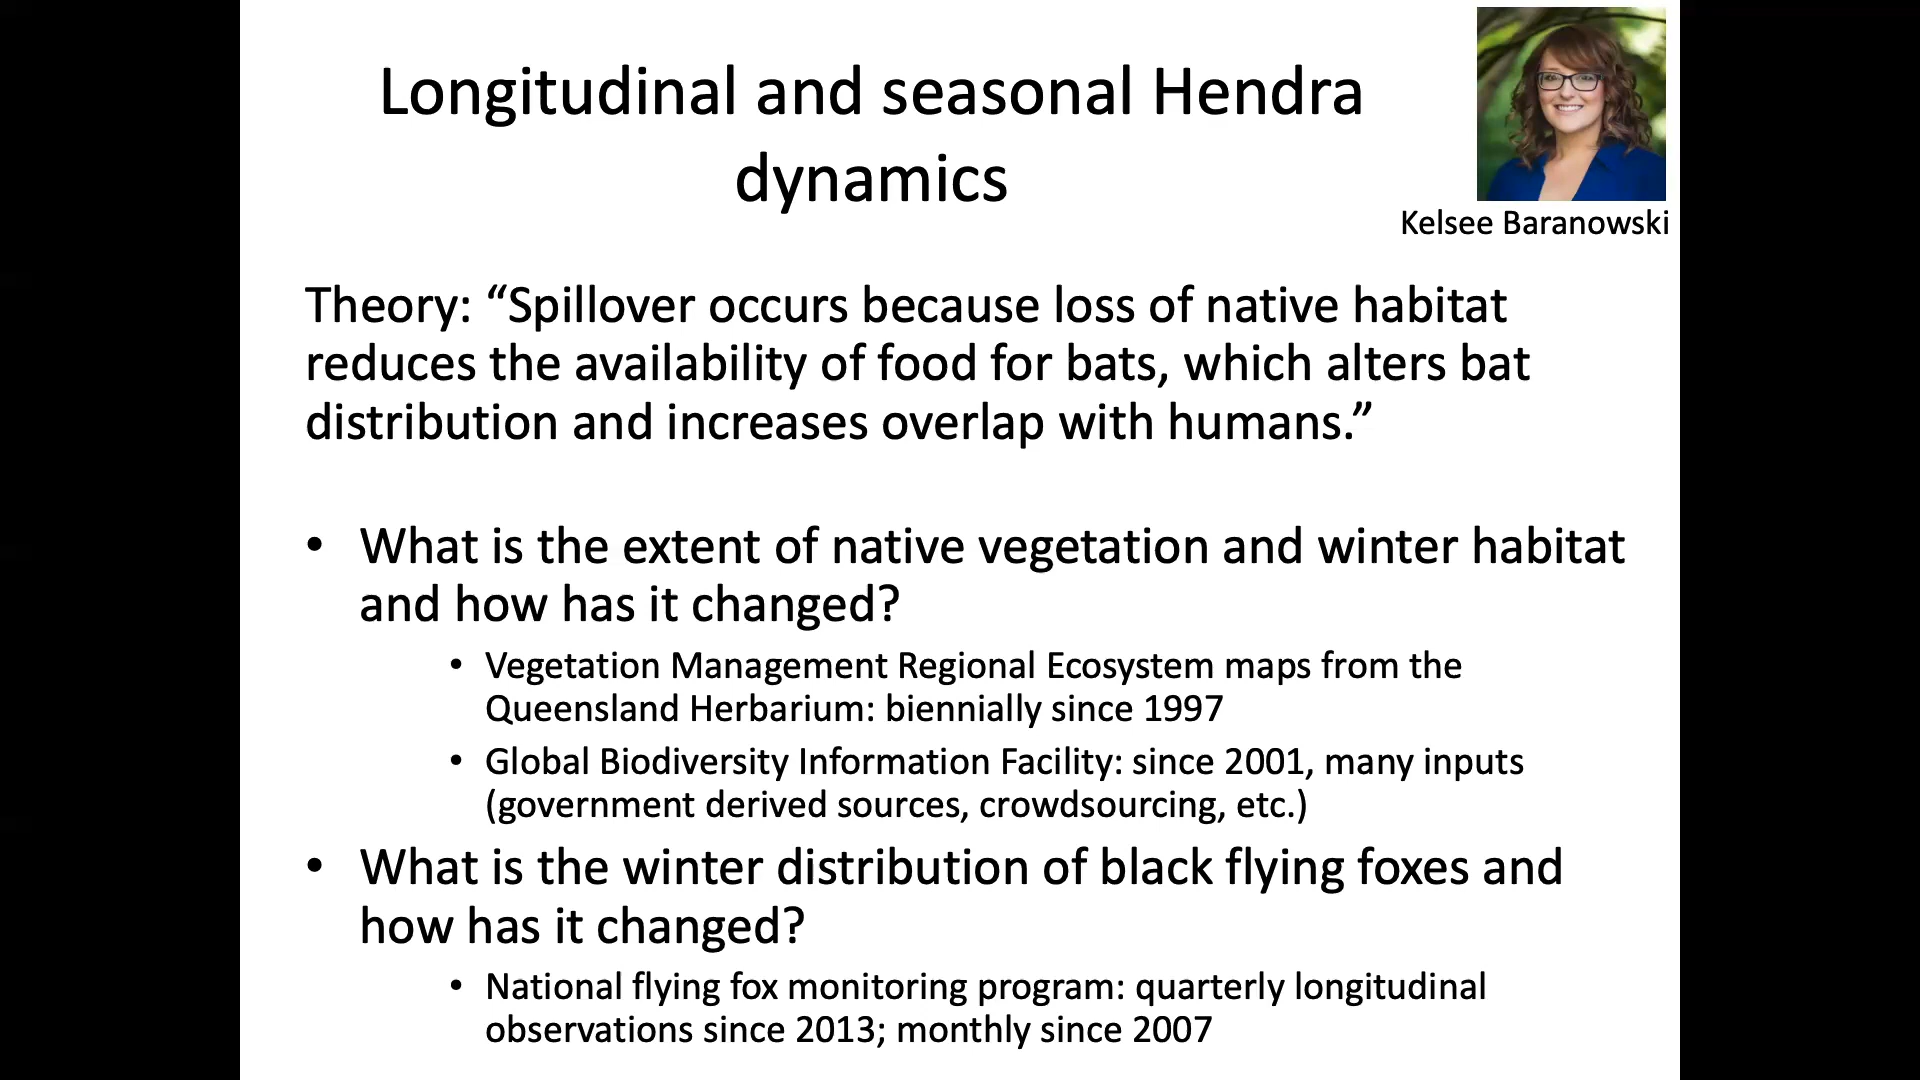 Longitudinal and seasonal Hendra
dynamics
Kelsee Baranowski
Theory: “Spillover occurs because loss of native habitat
reduces the availability of food for bats, which alters bat
distribution and increases overlap with humans.”
• What is the extent of native vegetation and winter habitat
and how has it changed?
• Vegetation Management Regional Ecosystem maps from the
Queensland Herbarium: biennially since 1997
• Global Biodiversity Information Facility: since 2001, many inputs
(government derived sources, crowdsourcing, etc.)
• What is the winter distribution of black flying foxes and
how has it changed?
• National flying fox monitoring program: quarterly longitudinal
observations since 2013; monthly since 2007